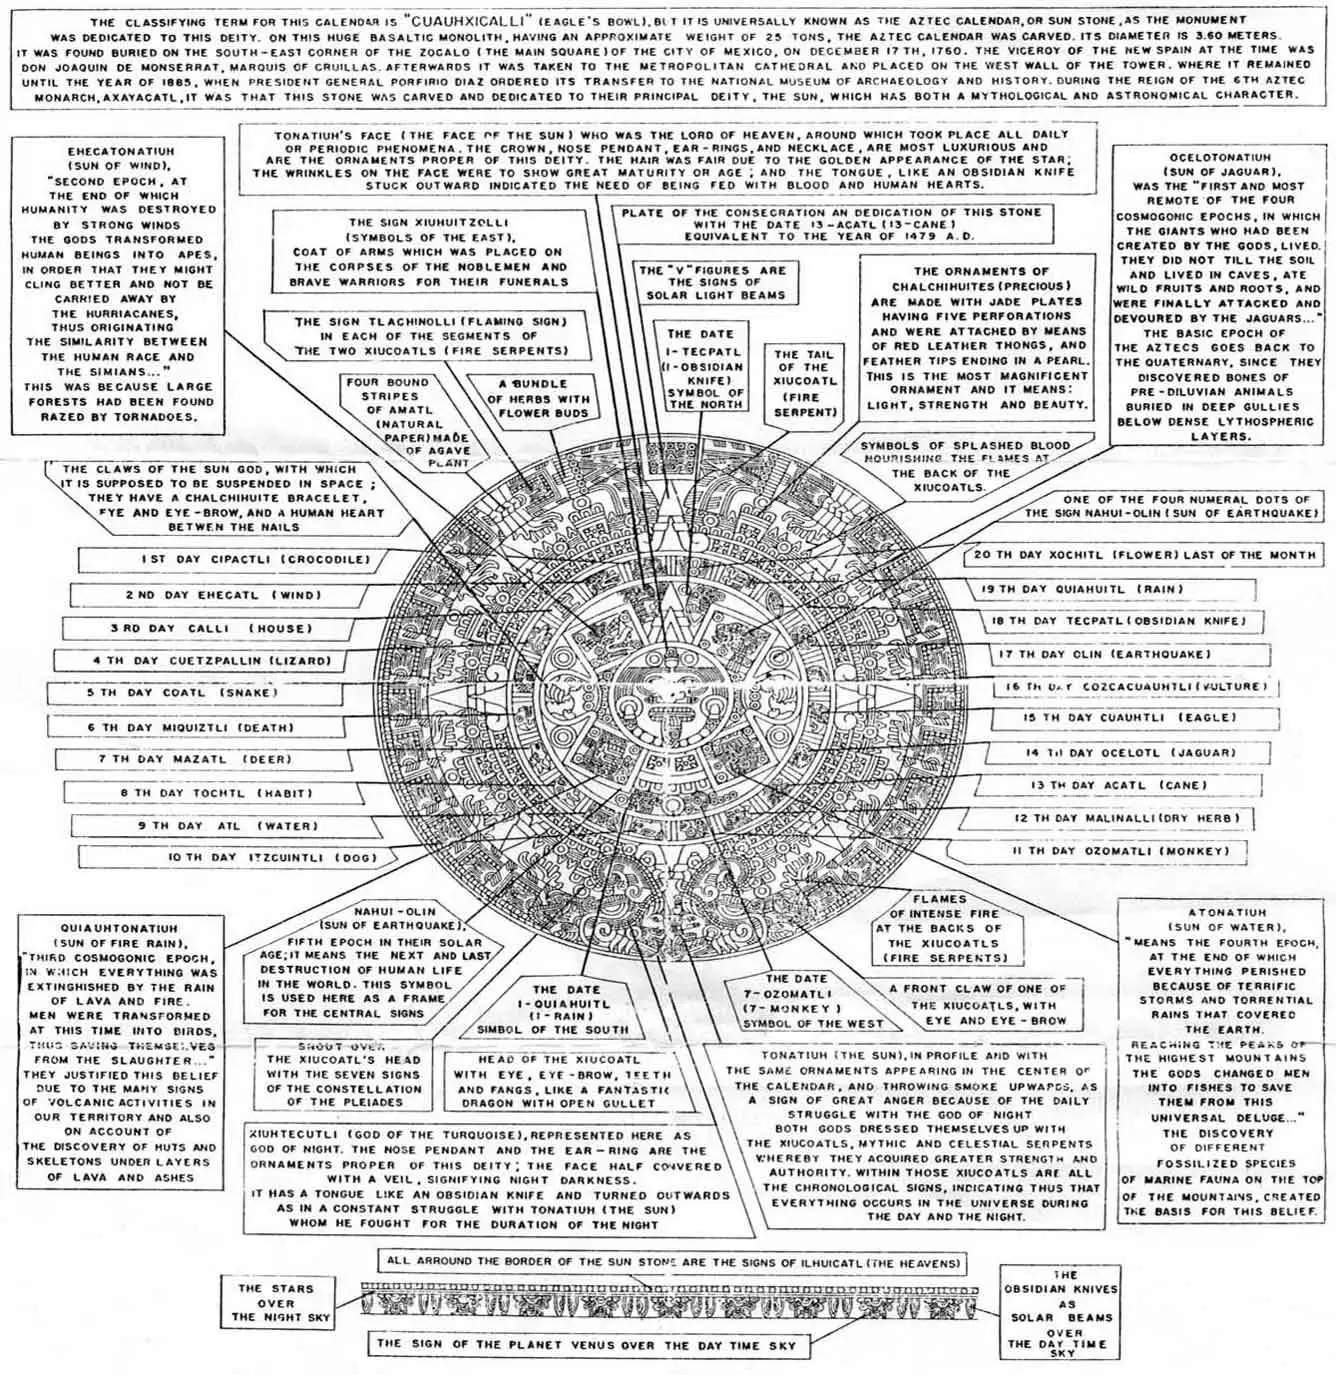 THE CLASSIFYING TERM FOR THIS CALENDAR IS "CUAUHXICALLI" (EAGLE'S BOWL), BUT IT IS UNIVERSALLY KNOWN AS THE AZTEC CALENDAR, OR SUN STONE, AS THE MONUMENT
WAS DEDICATED TO THIS DEITY. ON THIS HUGE BASALTIC MONOLITH, HAVING AN APPROXIMATE WEIGHT OF 25 TONS, THE AZTEC CALENDAR WAS CARVED. ITS DIAMETER IS 3.60 METERS.
IT WAS FOUND BURIED ON THE SOUTH-EAST CORNER OF THE ZOCALO (THE MAIN SQUARE) OF THE CITY OF MEXICO, ON DECEMBER 17TH, 1760. THE VICEROY OF THE NEW SPAIN AT THE TIME WAS
DON JOAQUIN DE MONSERRAT, MARQUIS OF CRUILLAS. AFTERWARDS IT WAS TAKEN TO THE METROPOLITAN CATHEDRAL AND PLACED ON THE WEST WALL OF THE TOWER. WHERE IT REMAINED
UNTIL THE YEAR OF 1885, WHEN PRESIDENT GENERAL PORFIRIO DIAZ ORDERED ITS TRANSFER TO THE NATIONAL MUSEUM OF ARCHAEOLOGY AND HISTORY. DURING THE REIGN OF THE 6TH AZTEC
MONARCH, AXAYACATL, IT WAS THAT THIS STONE WAS CARVED AND DEDICATED TO THEIR PRINCIPAL DEITY, THE SUN, WHICH HAS BOTH A MYTHOLOGICAL AND ASTRONOMICAL CHARACTER.
EHECATONATIUH
(SUN OF WIND),
"SECOND EPOCH, AT
THE END OF WHICH
HUMANITY WAS DESTROYED
BY STRONG WINDS
THE GODS TRANSFORMED
HUMAN BEINGS INTO APES,
IN ORDER THAT THEY MIGHT
CLING BETTER AND NOT BE
CARRIED AWAY BY
THE HURRIACANES,
THUS ORIGINATING
THE SIMILARITY BETWEEN
THE HUMAN RACE AND
THE SIMIANS..."
THIS WAS BECAUSE LARGE
FORESTS HAD BEEN FOUND
RAZED BY TORNADOES.
TONATIUH'S FACE (THE FACE OF THE SUN) WHO WAS THE LORD OF HEAVEN, AROUND WHICH TOOK PLACE ALL DAILY
OR PERIODIC PHENOMENA. THE CROWN, NOSE PENDANT, EAR-RINGS, AND NECKLACE, ARE MOST LUXURIOUS AND
ARE THE ORNAMENTS PROPER OF THIS DEITY. THE HAIR WAS FAIR DUE TO THE GOLDEN APPEARANCE OF THE STAR;
THE WRINKLES ON THE FACE WERE TO SHOW GREAT MATURITY OR AGE; AND THE TONGUE, LIKE AN OBSIDIAN KNIFE
STUCK OUTWARD INDICATED THE NEED OF BEING FED WITH BLOOD AND HUMAN HEARTS.
OCELOTONATIUH
(SUN OF JAGUAR),
WAS THE "FIRST AND MOST
REMOTE OF THE FOUR
COSMOGONIC EPOCHS, IN WHICH
THE GIANTS WHO HAD BEEN
CREATED BY THE GODS, LIVED.
THEY DID NOT TILL THE SOIL
AND LIVED IN CAVES, ATE
WILD FRUITS AND ROOTS, AND
WERE FINALLY ATTACKED AND
DEVOURED BY THE JAGUARS..."
THE BASIC EPOCH OF
THE AZTECS GOES BACK TO
THE QUATERNARY, SINCE THEY
DISCOVERED BONES OF
PRE-DILUVIAN ANIMALS
BURIED IN DEEP GULLIES
BELOW DENSE LYTHOSPHERIC
LAYERS.
THE SIGN XIUHUITZOLLI
(SYMBOLS OF THE EAST),
COAT OF ARMS WHICH WAS PLACED ON
THE CORPSES OF THE NOBLEMEN AND
BRAVE WARRIORS FOR THEIR FUNERALS
PLATE OF THE CONSECRATION AN DEDICATION OF THIS STONE
WITH THE DATE 13-ACATL (13-CANE)
EQUIVALENT TO THE YEAR OF 1479 A.D.
THE "V" FIGURES ARE
THE SIGNS OF
SOLAR LIGHT BEAMS
THE ORNAMENTS OF
CHALCHIHUITES (PRECIOUS)
ARE MADE WITH JADE PLATES
HAVING FIVE PERFORATIONS
AND WERE ATTACHED BY MEANS
OF RED LEATHER THONGS, AND
FEATHER TIPS ENDING IN A PEARL.
THIS IS THE MOST MAGNIFICENT
ORNAMENT AND IT MEANS:
LIGHT, STRENGTH AND BEAUTY.
THE SIGN TLACHINOLLI (FLAMING SIGN)
IN EACH OF THE SEGMENTS OF
THE TWO XIUCOATLS (FIRE SERPENTS)
THE DATE
1-TECPATL
(1-OBSIDIAN
KNIFE)
SYMBOL OF
THE NORTH
THE TAIL
OF THE
XIUCOATL
(FIRE
SERPENT)
FOUR BOUND
STRIPES
OF AMATL
(NATURAL
PAPER) MADE
OF AGAVE
PLANT
A BUNDLE
OF HERBS WITH
FLOWER BUDS
SYMBOLS OF SPLASHED BLOOD
NOURISHING THE FLAMES AT
THE BACK OF THE
XIUCOATLS.
THE CLAWS OF THE SUN GOD, WITH WHICH
IT IS SUPPOSED TO BE SUSPENDED IN SPACE;
THEY HAVE A CHALCHIHUITE BRACELET,
EYE AND EYE-BROW, AND A HUMAN HEART
BETWEN THE NAILS
ONE OF THE FOUR NUMERAL DOTS OF
THE SIGN NAHUI-OLIN (SUN OF EARTHQUAKE)
1 ST DAY CIPACTLI (CROCODILE)
2 ND DAY EHECATL (WIND)
3 RD DAY CALLI (HOUSE)
4 TH DAY CUETZPALLIN (LIZARD)
5 TH DAY COATL (SNAKE)
6 TH DAY MIQUIZTLI (DEATH)
7 TH DAY MAZATL (DEER)
8 TH DAY TOCHTL (HABIT)
9 TH DAY ATL (WATER)
10 TH DAY ITZCUINTLI (DOG)
20 TH DAY XOCHITL (FLOWER) LAST OF THE MONTH
19 TH DAY QUIAHUITL (RAIN)
18 TH DAY TECPATL (OBSIDIAN KNIFE)
17 TH DAY OLIN (EARTHQUAKE)
16 TH DAY COZCACUAUHTLI (VULTURE)
15 TH DAY CUAUHTLI (EAGLE)
14 TH DAY OCELOTL (JAGUAR)
13 TH DAY ACATL (CANE)
12 TH DAY MALINALLI (DRY HERB)
11 TH DAY OZOMATLI (MONKEY)
QUIAUHTONATIUH
(SUN OF FIRE RAIN),
"THIRD COSMOGONIC EPOCH,
IN WHICH EVERYTHING WAS
EXTINGHISHED BY THE RAIN
OF LAVA AND FIRE.
MEN WERE TRANSFORMED
AT THIS TIME INTO BIRDS,
THUS SAVING THEMSELVES
FROM THE SLAUGHTER..."
THEY JUSTIFIED THIS BELIEF
DUE TO THE MANY SIGNS
OF VOLCANIC ACTIVITIES IN
OUR TERRITORY AND ALSO
ON ACCOUNT OF
THE DISCOVERY OF HUTS AND
SKELETONS UNDER LAYERS
OF LAVA AND ASHES
NAHUI-OLIN
(SUN OF EARTHQUAKE),
FIFTH EPOCH IN THEIR SOLAR
AGE; IT MEANS THE NEXT AND LAST
DESTRUCTION OF HUMAN LIFE
IN THE WORLD. THIS SYMBOL
IS USED HERE AS A FRAME
FOR THE CENTRAL SIGNS
THE DATE
1-QUIAHUITL
(1-RAIN)
SIMBOL OF THE SOUTH
THE DATE
7-OZOMATLI
(7-MONKEY)
SYMBOL OF THE WEST
FLAMES
OF INTENSE FIRE
AT THE BACKS OF
THE XIUCOATLS
(FIRE SERPENTS)
A FRONT CLAW OF ONE OF
THE XIUCOATLS, WITH
EYE AND EYE-BROW
ATONATIUH
(SUN OF WATER),
"MEANS THE FOURTH EPOCH,
AT THE END OF WHICH
EVERYTHING PERISHED
BECAUSE OF TERRIFIC
STORMS AND TORRENTIAL
RAINS THAT COVERED
THE EARTH.
REACHING THE PEAKS OF
THE HIGHEST MOUNTAINS
THE GODS CHANGED MEN
INTO FISHES TO SAVE
THEM FROM THIS
UNIVERSAL DELUGE..."
THE DISCOVERY
OF DIFFERENT
FOSSILIZED SPECIES
OF MARINE FAUNA ON THE TOP
OF THE MOUNTAINS, CREATED
THE BASIS FOR THIS BELIEF.
SNOUT OVER
THE XIUCOATL'S HEAD
WITH THE SEVEN SIGNS
OF THE CONSTELLATION
OF THE PLEIADES
HEAD OF THE XIUCOATL
WITH EYE, EYE-BROW, TEETH
AND FANGS, LIKE A FANTASTIC
DRAGON WITH OPEN GULLET
TONATIUH (THE SUN), IN PROFILE AND WITH
THE SAME ORNAMENTS APPEARING IN THE CENTER OF
THE CALENDAR, AND THROWING SMOKE UPWARDS, AS
A SIGN OF GREAT ANGER BECAUSE OF THE DAILY
STRUGGLE WITH THE GOD OF NIGHT
BOTH GODS DRESSED THEMSELVES UP WITH
THE XIUCOATLS, MYTHIC AND CELESTIAL SERPENTS
WHEREBY THEY ACQUIRED GREATER STRENGTH AND
AUTHORITY. WITHIN THOSE XIUCOATLS ARE ALL
THE CHRONOLOGICAL SIGNS, INDICATING THUS THAT
EVERYTHING OCCURS IN THE UNIVERSE DURING
THE DAY AND THE NIGHT.
XIUHTECUTLI (GOD OF THE TURQUOISE), REPRESENTED HERE AS
GOD OF NIGHT. THE NOSE PENDANT AND THE EAR-RING ARE THE
ORNAMENTS PROPER OF THIS DEITY; THE FACE HALF COVERED
WITH A VEIL, SIGNIFYING NIGHT DARKNESS.
IT HAS A TONGUE LIKE AN OBSIDIAN KNIFE AND TURNED OUTWARDS
AS IN A CONSTANT STRUGGLE WITH TONATIUH (THE SUN)
WHOM HE FOUGHT FOR THE DURATION OF THE NIGHT
ALL ARROUND THE BORDER OF THE SUN STONE ARE THE SIGNS OF ILHUICATL (THE HEAVENS)
THE STARS
OVER
THE NIGHT SKY
THE OBSIDIAN KNIVES
AS
SOLAR BEAMS
OVER
THE DAY TIME
SKY
THE SIGN OF THE PLANET VENUS OVER THE DAY TIME SKY